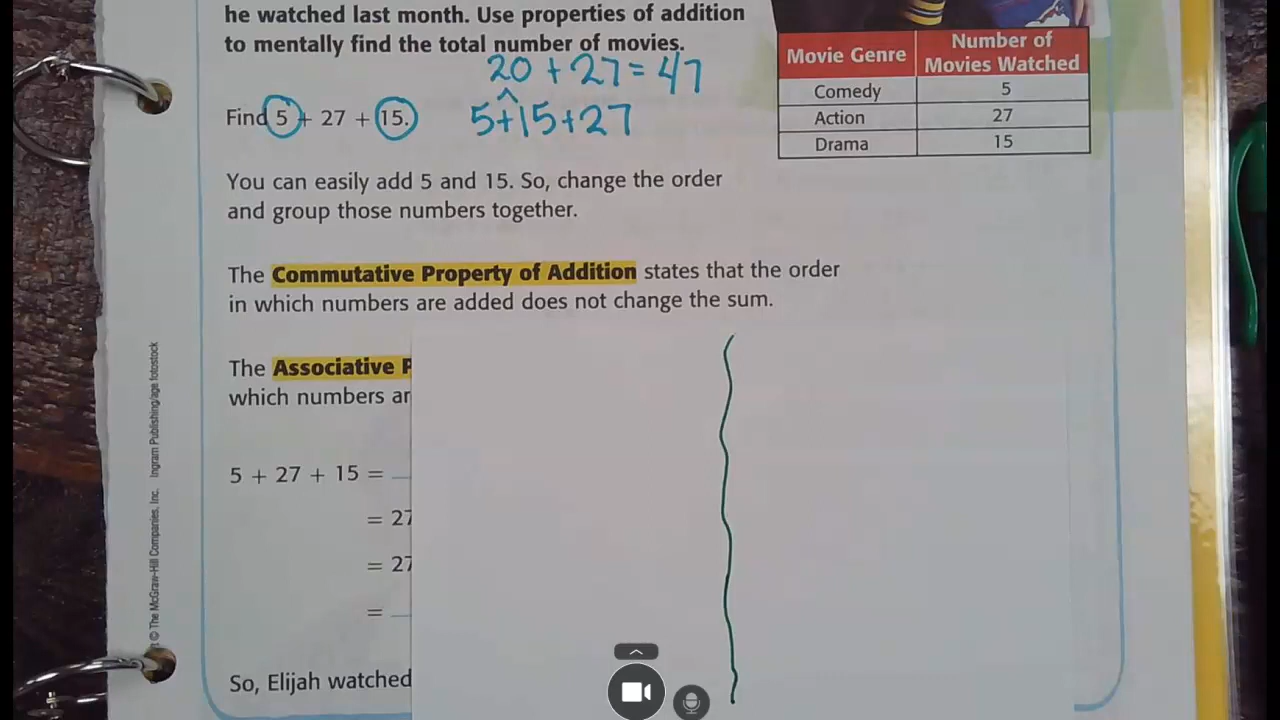 he watched last month. Use properties of addition
to mentally find the total number of movies.
20 + 27 = 47
Find 5 + 27 + 15.
5+15+27
Movie Genre Number of Movies Watched
Comedy 5
Action 27
Drama 15
You can easily add 5 and 15. So, change the order
and group those numbers together.
The Commutative Property of Addition states that the order
in which numbers are added does not change the sum.
The Associative P
which numbers ar
5 + 27 + 15 =
= 27
= 27
=
So, Elijah watched
© The McGraw-Hill Companies, Inc. Ingram Publishing/age fotostock